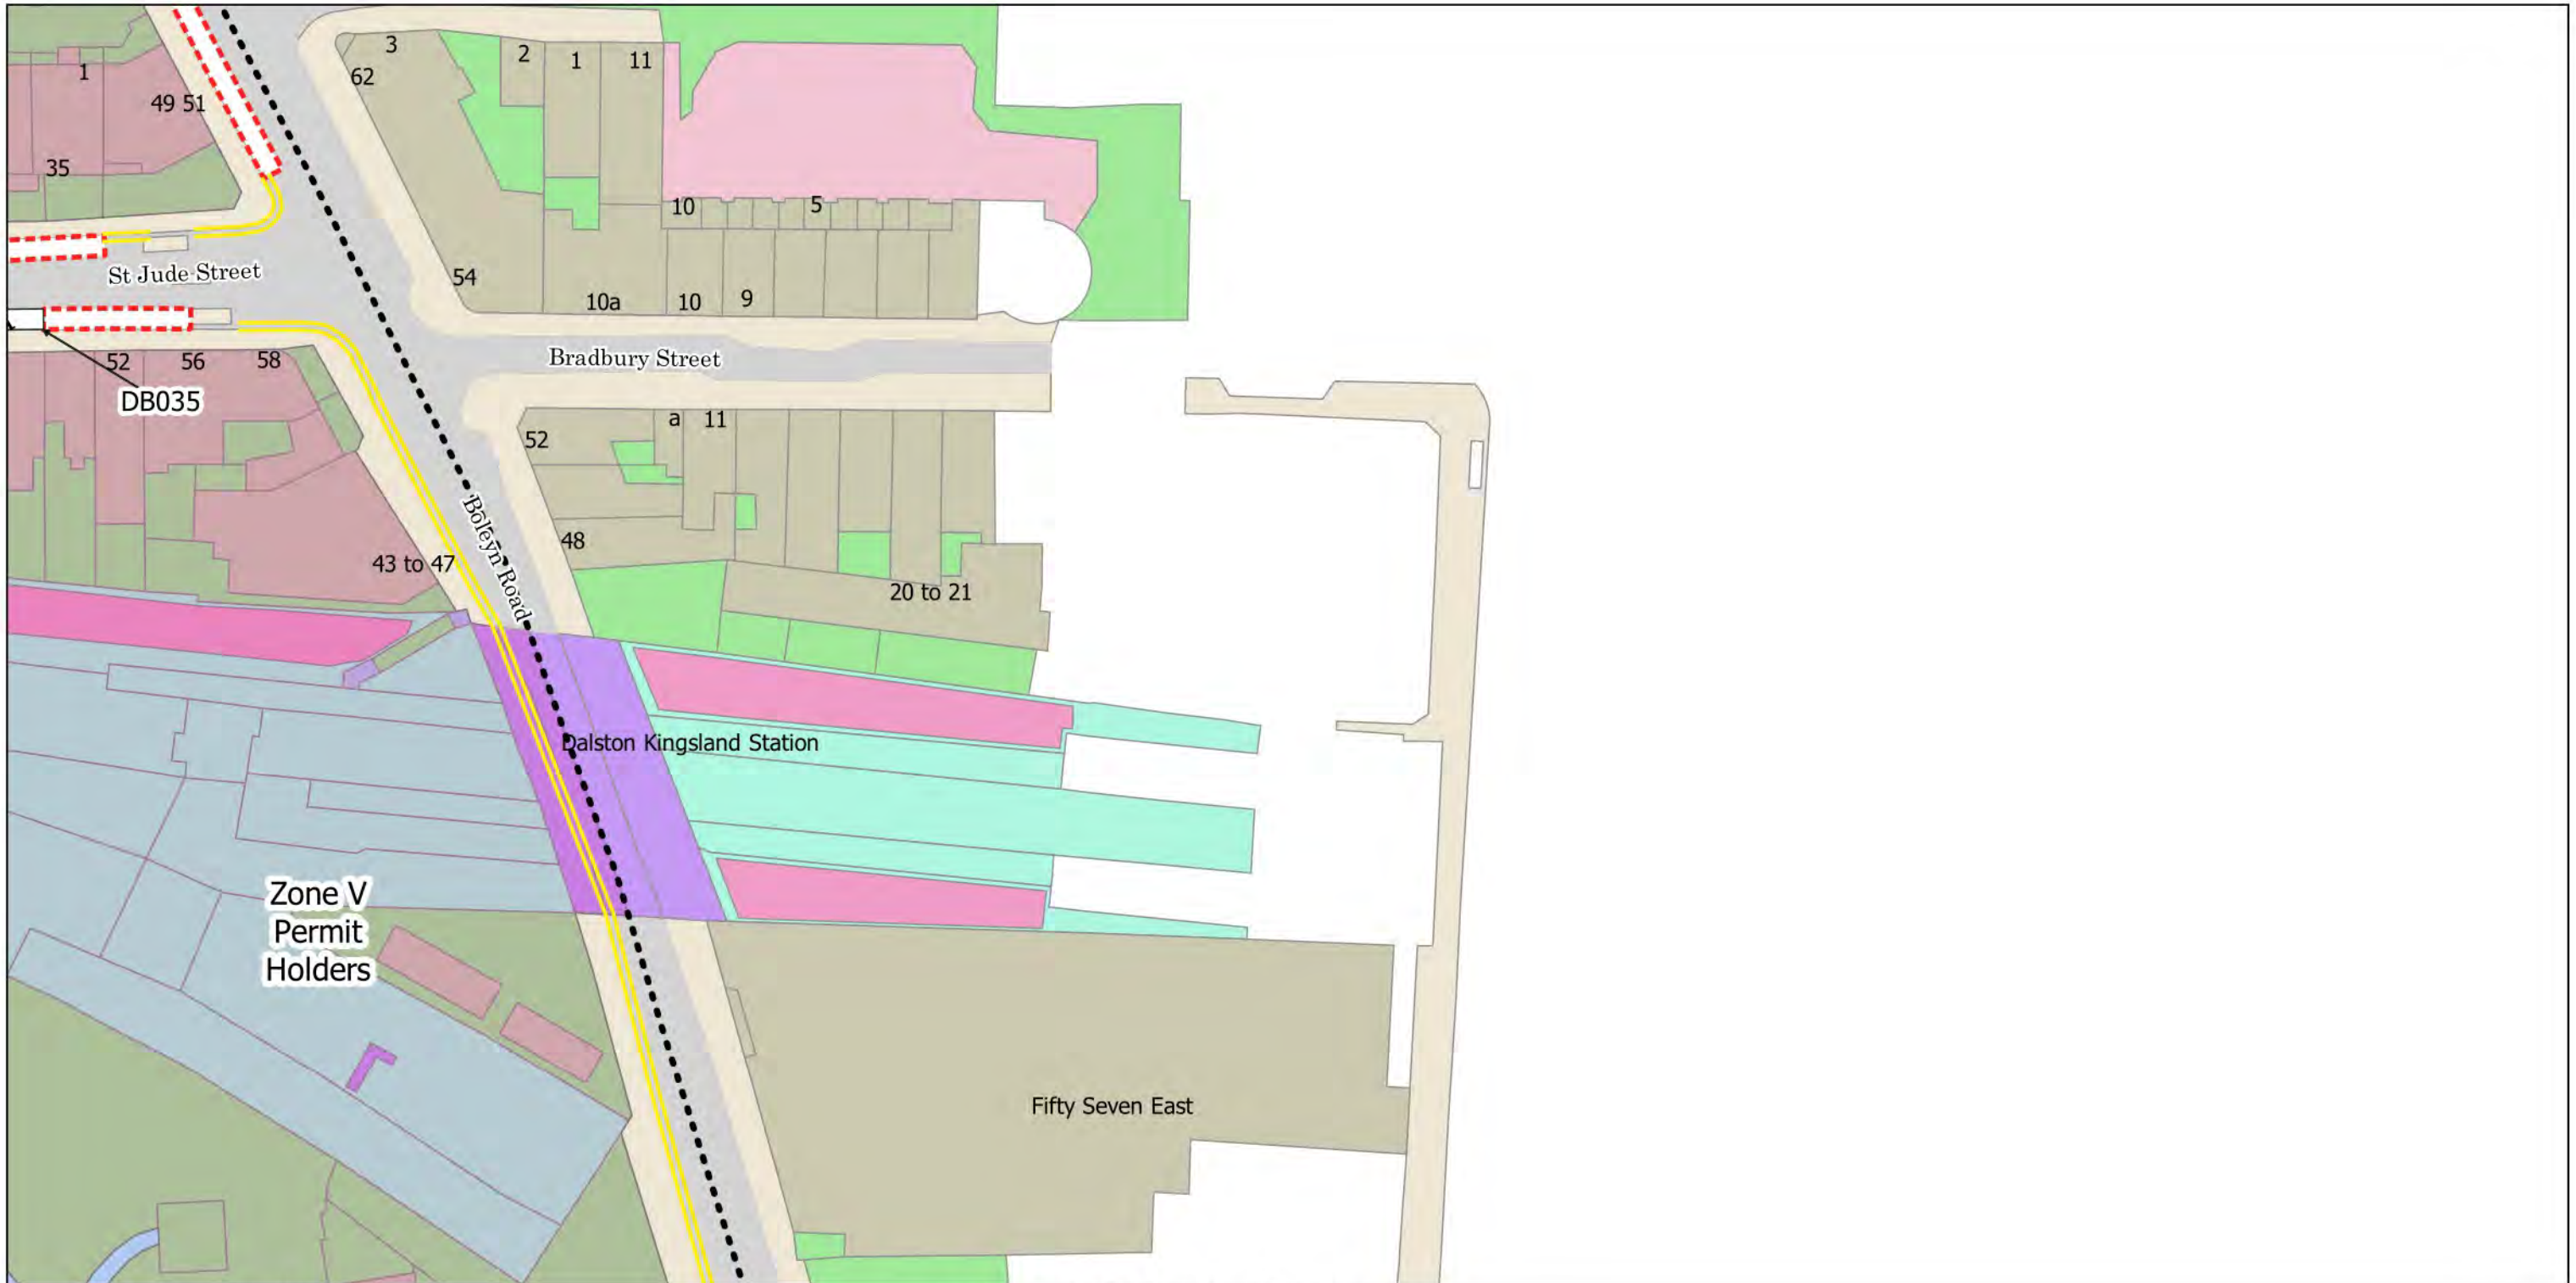 3
2
1
11
62
1
49 51
35
10
5
St Jude Street
54
10a
10
9
Bradbury Street
52
56
58
DB035
a
11
52
48
43 to 47
Boleyn Road
20 to 21
Dalston Kingsland Station
Zone V
Permit
Holders
Fifty Seven East